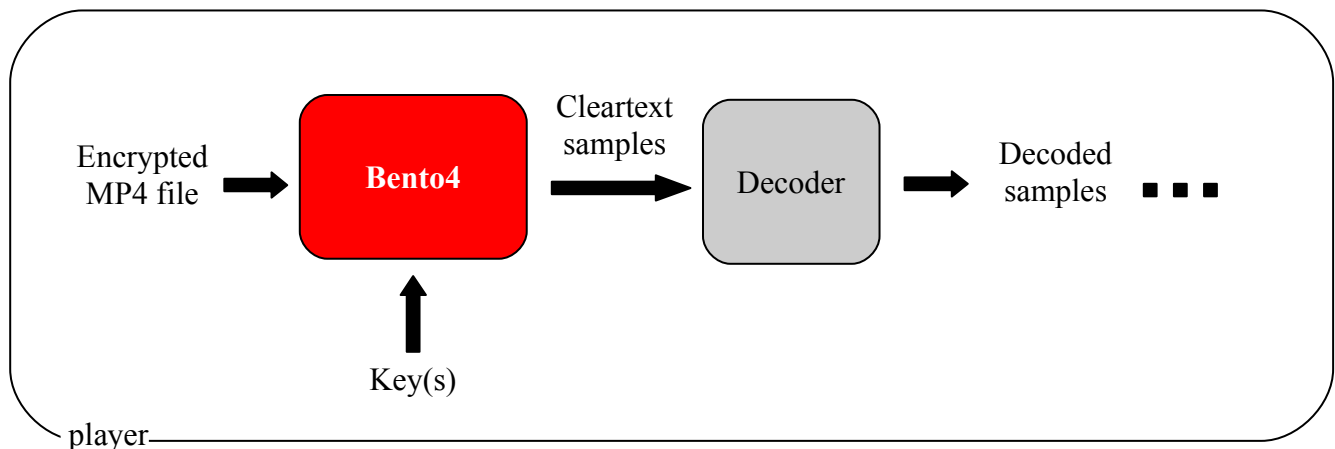 Encrypted
MP4 file
Bento4
Cleartext
samples
Decoder
Decoded
samples
Key(s)
player